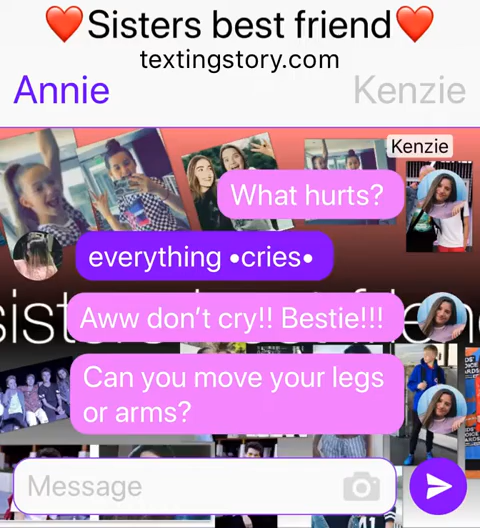 ❤️Sisters best friend❤️
textingstory.com
Annie
Kenzie
Kenzie
What hurts?
everything •cries•
Aww don't cry!! Bestie!!!
Can you move your legs
or arms?
Message